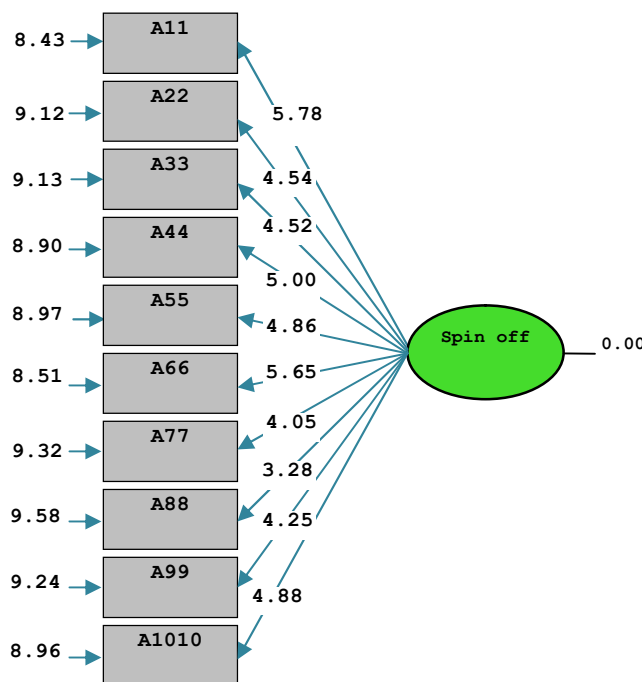 8.43 A11
5.78
9.12 A22
4.54
9.13 A33
4.52
8.90 A44
5.00
8.97 A55
4.86
Spin off 0.00
8.51 A66
5.65
9.32 A77
4.05
9.58 A88
3.28
4.25
9.24 A99
4.88
8.96 A1010